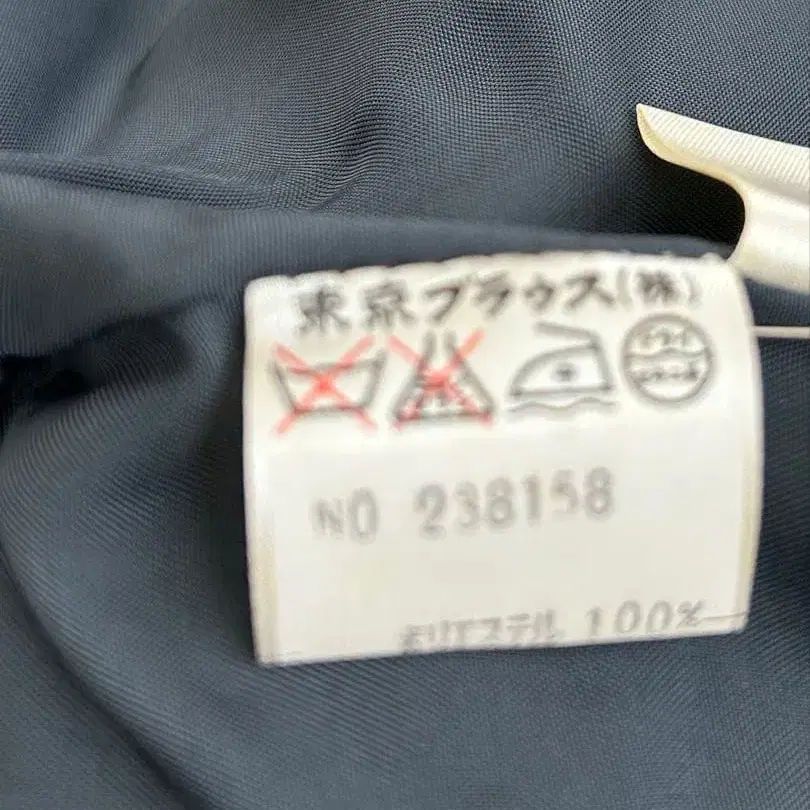 東京ブラウス(株)
NO 238158
ポリエステル 100%